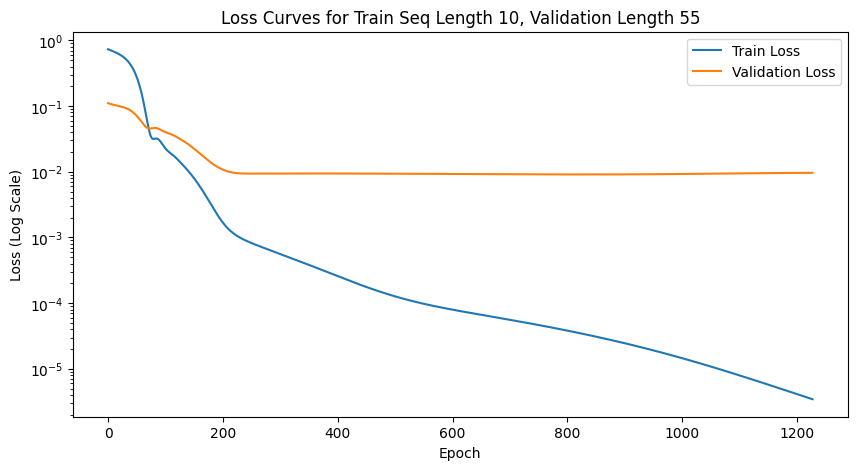 Loss Curves for Train Seq Length 10, Validation Length 55
Train Loss
Validation Loss
Loss (Log Scale)
10⁰
10⁻¹
10⁻²
10⁻³
10⁻⁴
10⁻⁵
0 200 400 600 800 1000 1200
Epoch